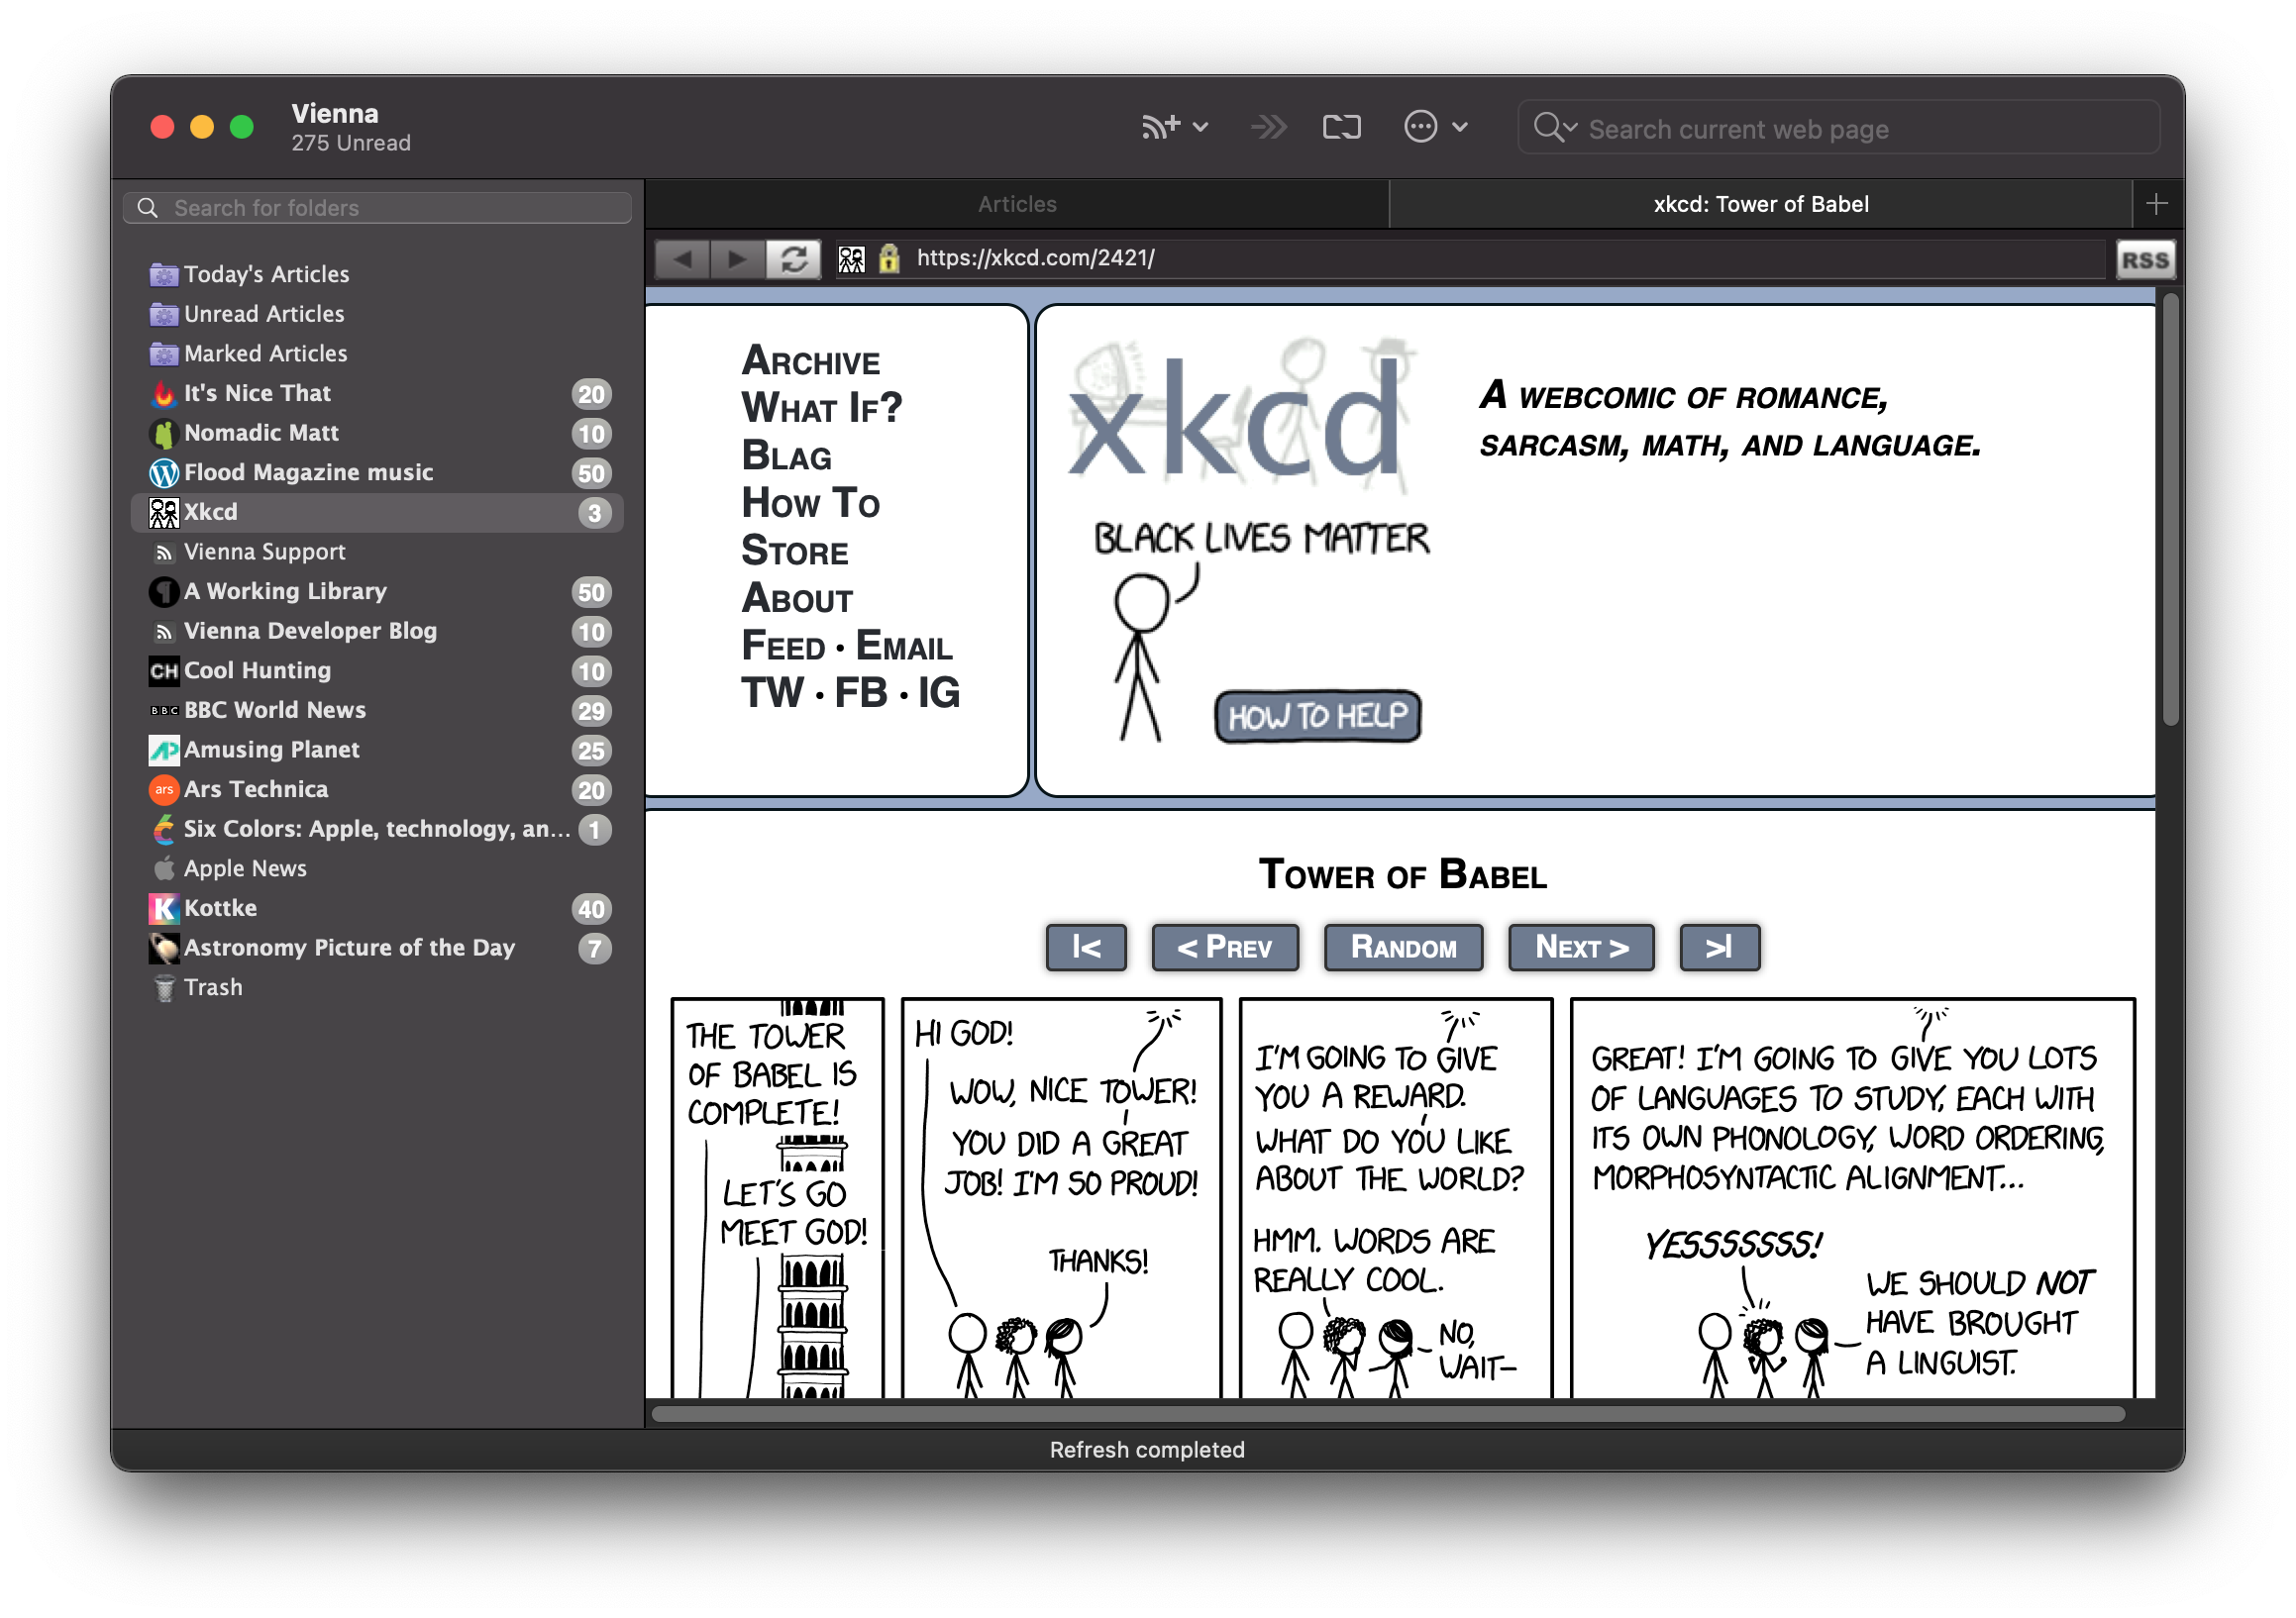 Vienna
275 Unread
Search current web page
Search for folders
Today's Articles
Unread Articles
Marked Articles
It's Nice That 20
Nomadic Matt 10
Flood Magazine music 50
Xkcd 3
Vienna Support
A Working Library 50
Vienna Developer Blog 10
CH Cool Hunting 10
BBC BBC World News 29
AP Amusing Planet 25
ars Ars Technica 20
Six Colors: Apple, technology, an... 1
Apple News
K Kottke 40
Astronomy Picture of the Day 7
Trash
Articles
xkcd: Tower of Babel
https://xkcd.com/2421/
RSS
Archive
What If?
Blag
How To
Store
About
Feed · Email
TW · FB · IG
xkcd
A webcomic of romance,
sarcasm, math, and language.
BLACK LIVES MATTER
HOW TO HELP
Tower of Babel
|<
< Prev
Random
Next >
>|
THE TOWER
OF BABEL IS
COMPLETE!
LET'S GO
MEET GOD!
HI GOD!
WOW, NICE TOWER!
YOU DID A GREAT
JOB! I'M SO PROUD!
THANKS!
I'M GOING TO GIVE
YOU A REWARD.
WHAT DO YOU LIKE
ABOUT THE WORLD?
HMM. WORDS ARE
REALLY COOL.
NO,
WAIT—
GREAT! I'M GOING TO GIVE YOU LOTS
OF LANGUAGES TO STUDY, EACH WITH
ITS OWN PHONOLOGY, WORD ORDERING,
MORPHOSYNTACTIC ALIGNMENT...
YESSSSSSS!
WE SHOULD NOT
HAVE BROUGHT
A LINGUIST.
Refresh completed